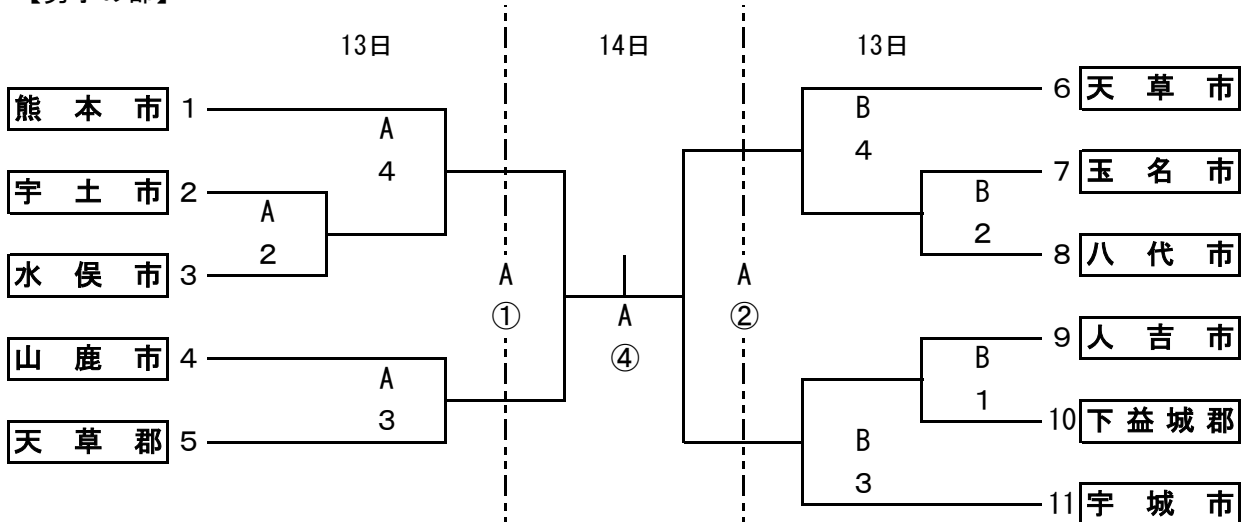 13日 14日 13日
熊本市 1
宇土市 2
水俣市 3
山鹿市 4
天草郡 5
A
4
A
2
A
3
A
①
A
④
A
②
B
4
B
2
B
1
B
3
6 天草市
7 玉名市
8 八代市
9 人吉市
10 下益城郡
11 宇城市